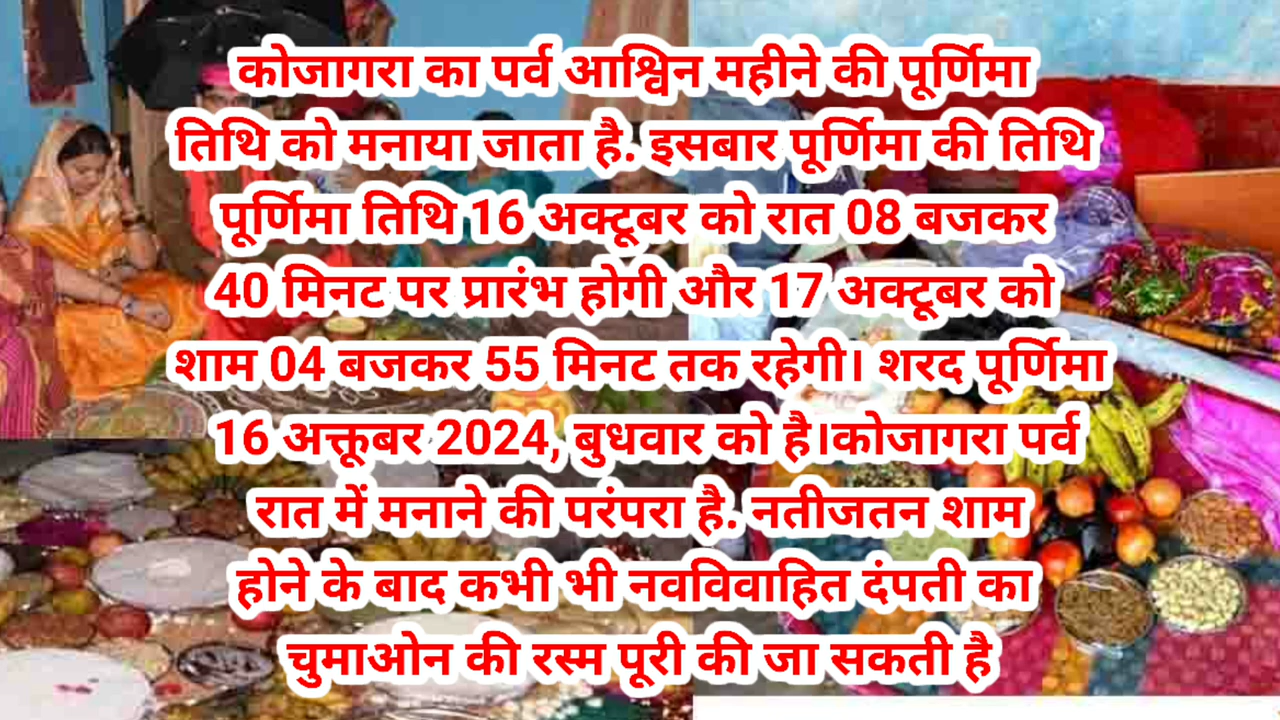 कोजागरा का पर्व आश्विन महीने की पूर्णिमा
तिथि को मनाया जाता है. इसबार पूर्णिमा की तिथि
पूर्णिमा तिथि 16 अक्टूबर को रात 08 बजकर
40 मिनट पर प्रारंभ होगी और 17 अक्टूबर को
शाम 04 बजकर 55 मिनट तक रहेगी। शरद पूर्णिमा
16 अक्तूबर 2024, बुधवार को है।कोजागरा पर्व
रात में मनाने की परंपरा है. नतीजतन शाम
होने के बाद कभी भी नवविवाहित दंपती का
चुमाओन की रस्म पूरी की जा सकती है